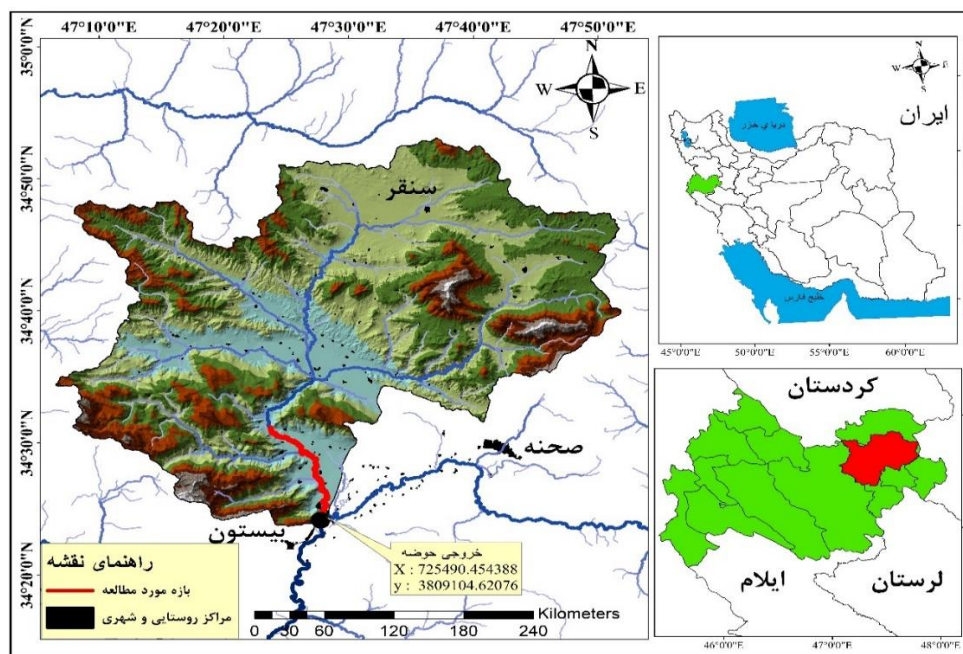 47°10'0"E 47°20'0"E 47°30'0"E 47°40'0"E 47°50'0"E
35°0'0"N
34°50'0"N
34°40'0"N
34°30'0"N
34°20'0"N
N
W E
S
سنقر
صحنه
بیستون
خروجی حوضه
X : 725490.454388
y : 3809104.62076
راهنمای نقشه
بازه مورد مطالعه
مراکز روستایی و شهری
Kilometers
0 30 60 120 180 240
N
W E
S
ایران
دریای خزر
خلیج فارس
45°0'0" 50°0'0" 55°0'0" 60°0'0"
کردستان
ایلام
لرستان
46°0'0" 47°0'0" 48°0'0"